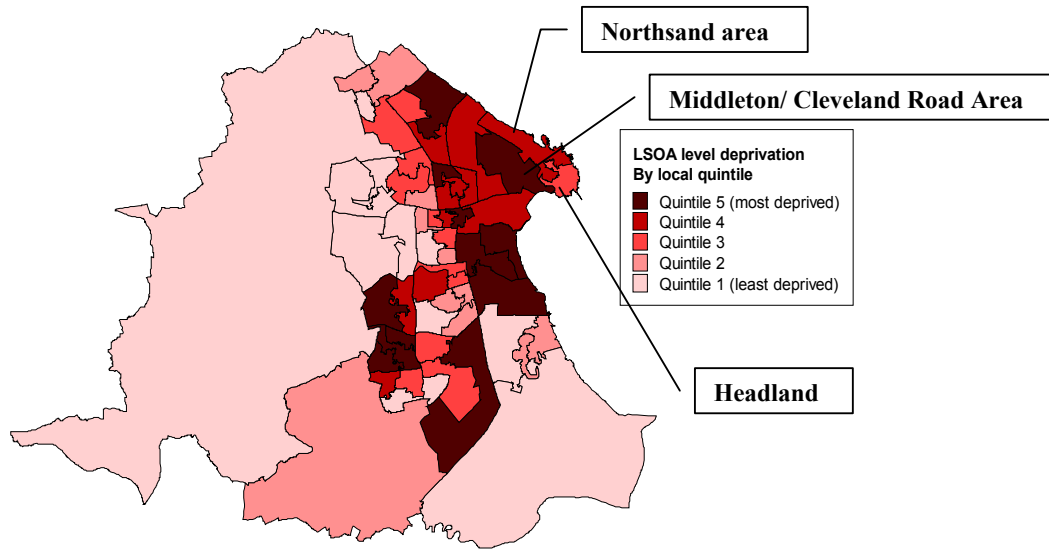 Northsand area
Middleton/ Cleveland Road Area
LSOA level deprivation
By local quintile
Quintile 5 (most deprived)
Quintile 4
Quintile 3
Quintile 2
Quintile 1 (least deprived)
Headland